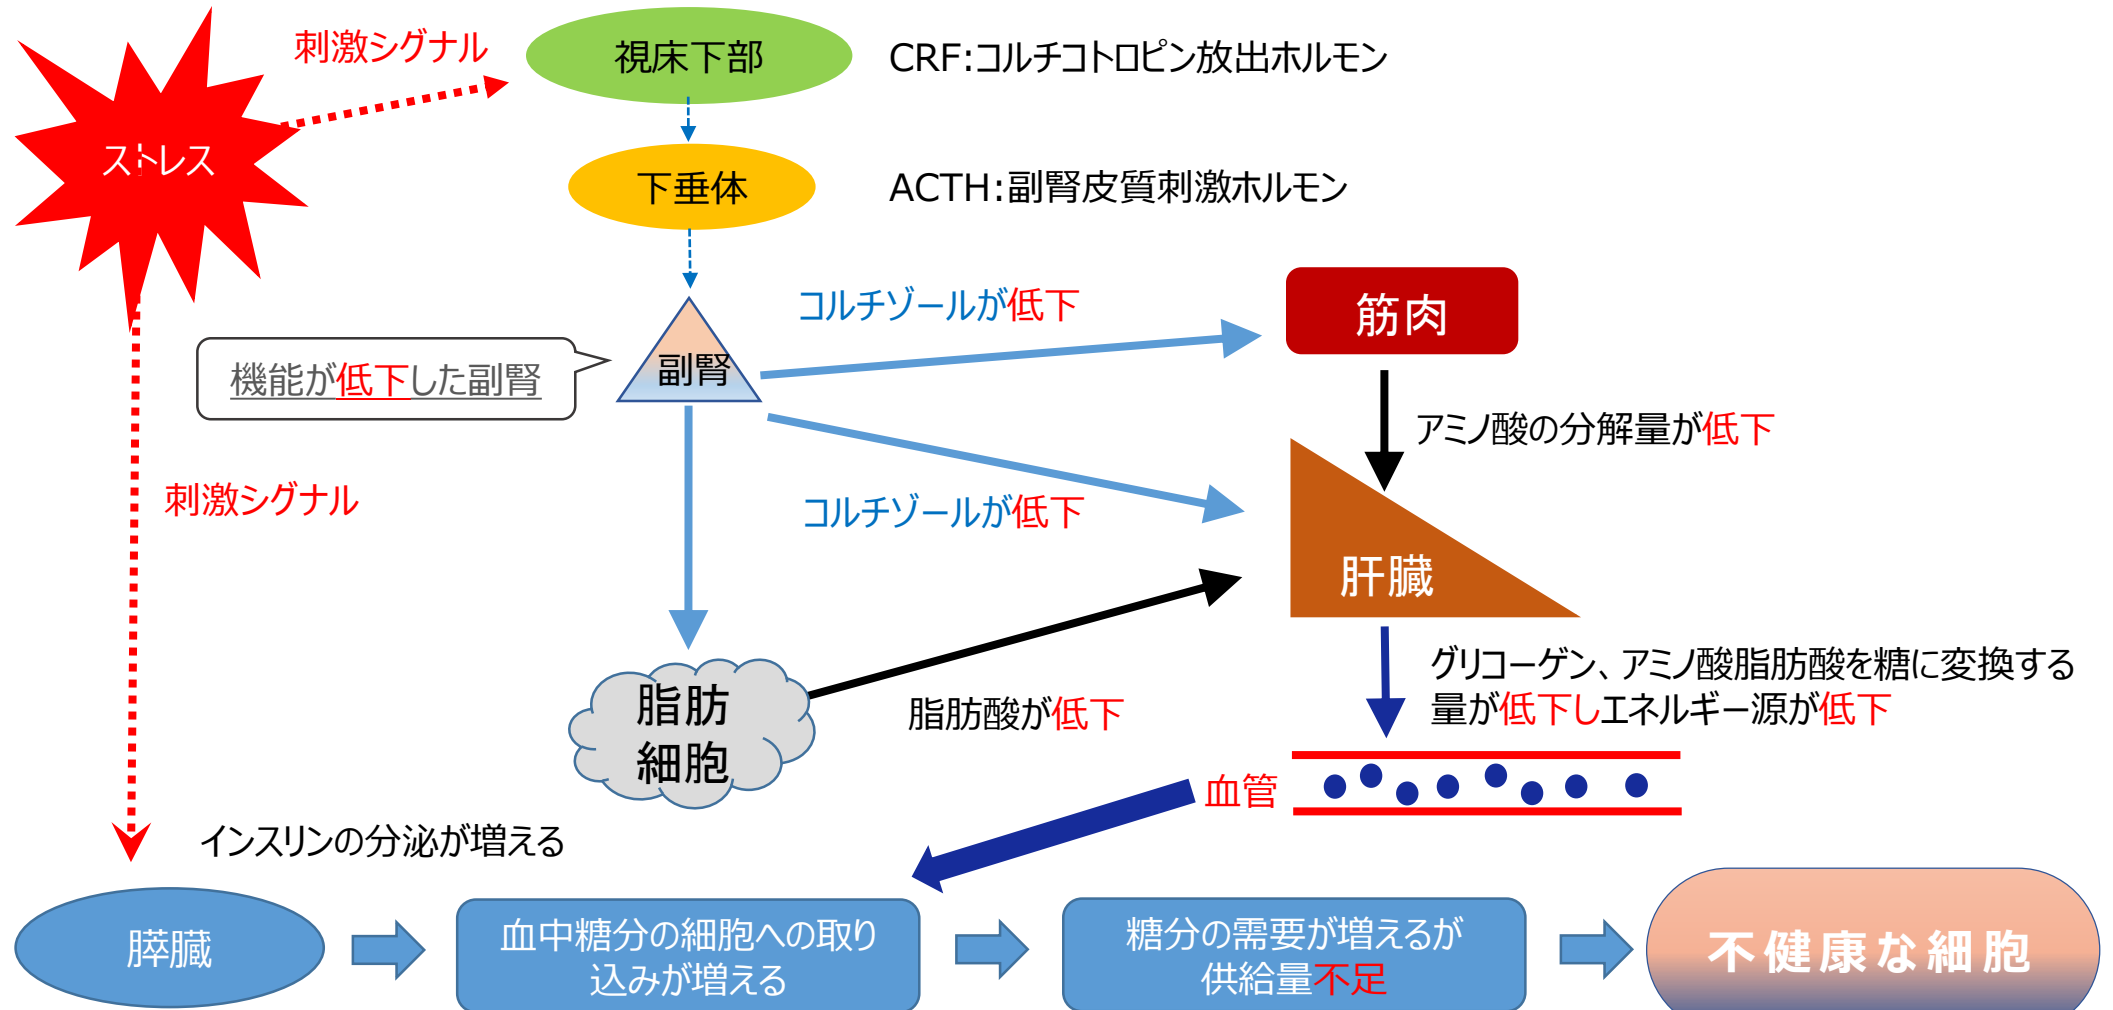 刺激シグナル
視床下部
CRF:コルチコトロピン放出ホルモン
ストレス
下垂体
ACTH:副腎皮質刺激ホルモン
コルチゾールが低下
筋肉
機能が低下した副腎
副腎
アミノ酸の分解量が低下
刺激シグナル
コルチゾールが低下
肝臓
グリコーゲン、アミノ酸脂肪酸を糖に変換する
量が低下しエネルギー源が低下
脂肪
細胞
脂肪酸が低下
血管
インスリンの分泌が増える
膵臓
血中糖分の細胞への取り
込みが増える
糖分の需要が増えるが
供給量不足
不健康な細胞